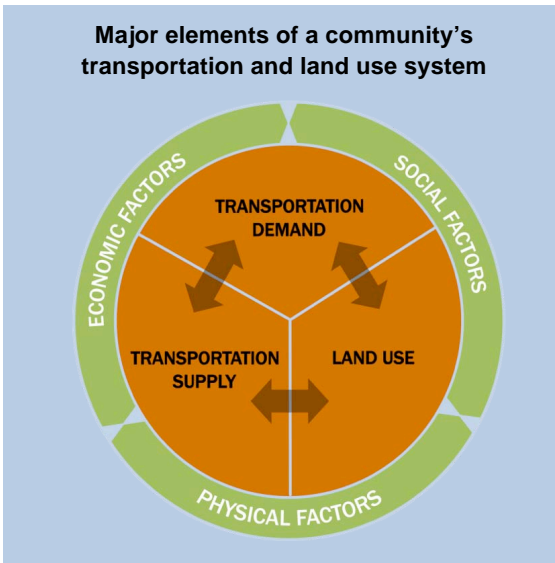 Major elements of a community's
transportation and land use system
ECONOMIC FACTORS
SOCIAL FACTORS
TRANSPORTATION
DEMAND
TRANSPORTATION
SUPPLY
LAND USE
PHYSICAL FACTORS